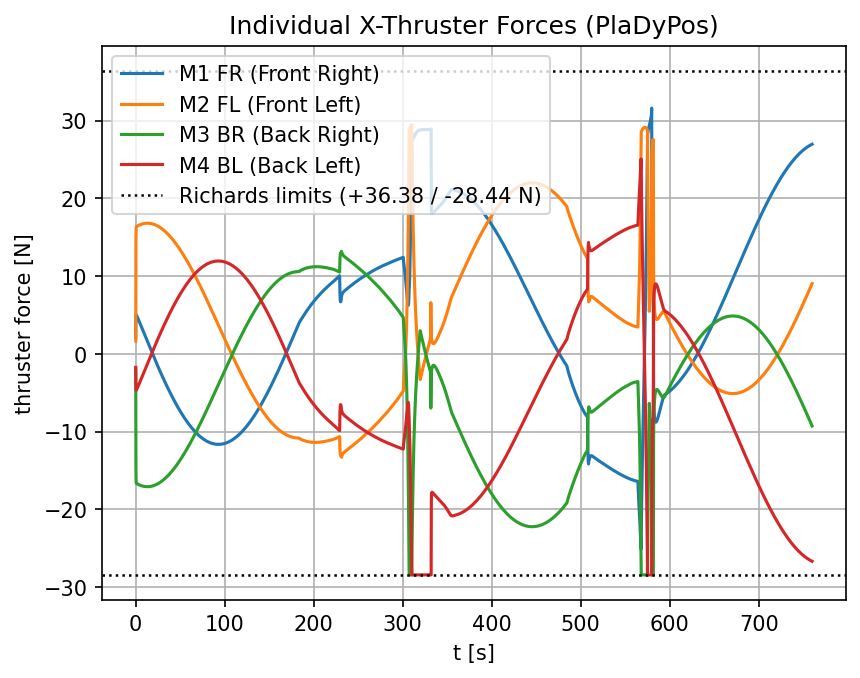 Individual X-Thruster Forces (PlaDyPos)
M1 FR (Front Right)
M2 FL (Front Left)
M3 BR (Back Right)
M4 BL (Back Left)
Richards limits (+36.38 / -28.44 N)
thruster force [N]
30
20
10
0
−10
−20
−30
0 100 200 300 400 500 600 700
t [s]